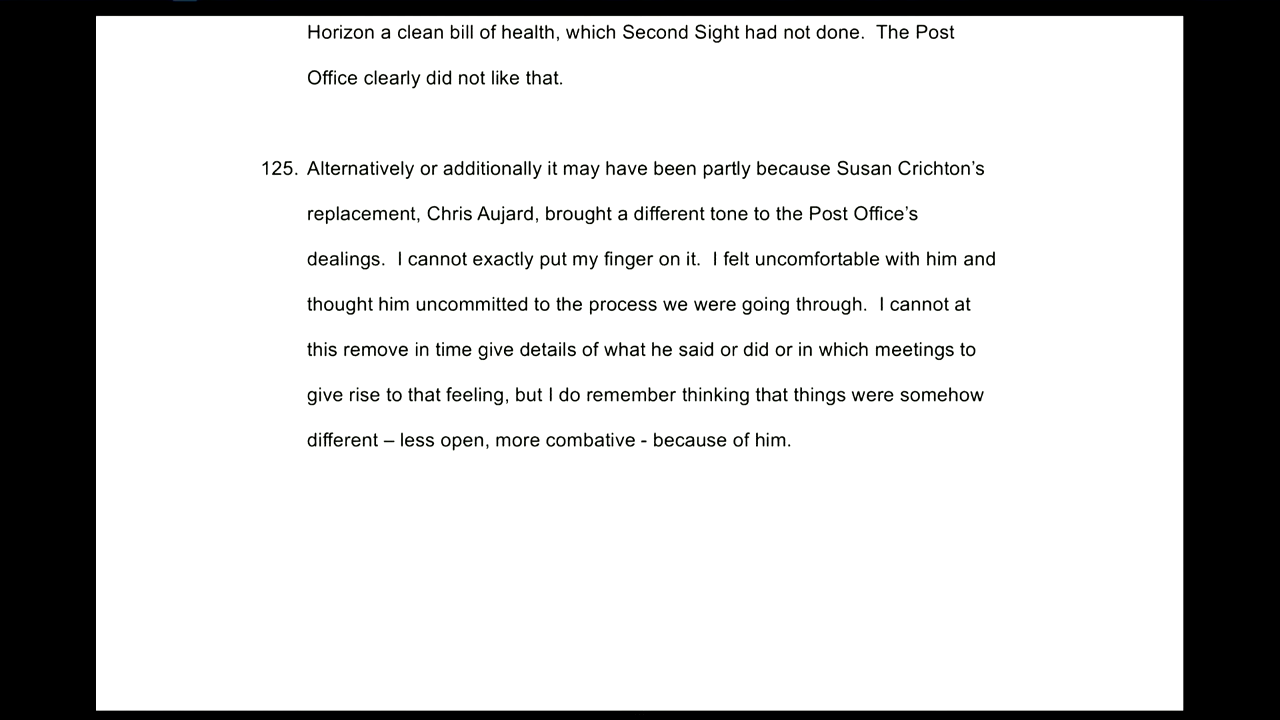 Horizon a clean bill of health, which Second Sight had not done.  The Post
Office clearly did not like that.
125.  Alternatively or additionally it may have been partly because Susan Crichton’s
replacement, Chris Aujard, brought a different tone to the Post Office’s
dealings.  I cannot exactly put my finger on it.  I felt uncomfortable with him and
thought him uncommitted to the process we were going through.  I cannot at
this remove in time give details of what he said or did or in which meetings to
give rise to that feeling, but I do remember thinking that things were somehow
different – less open, more combative - because of him.